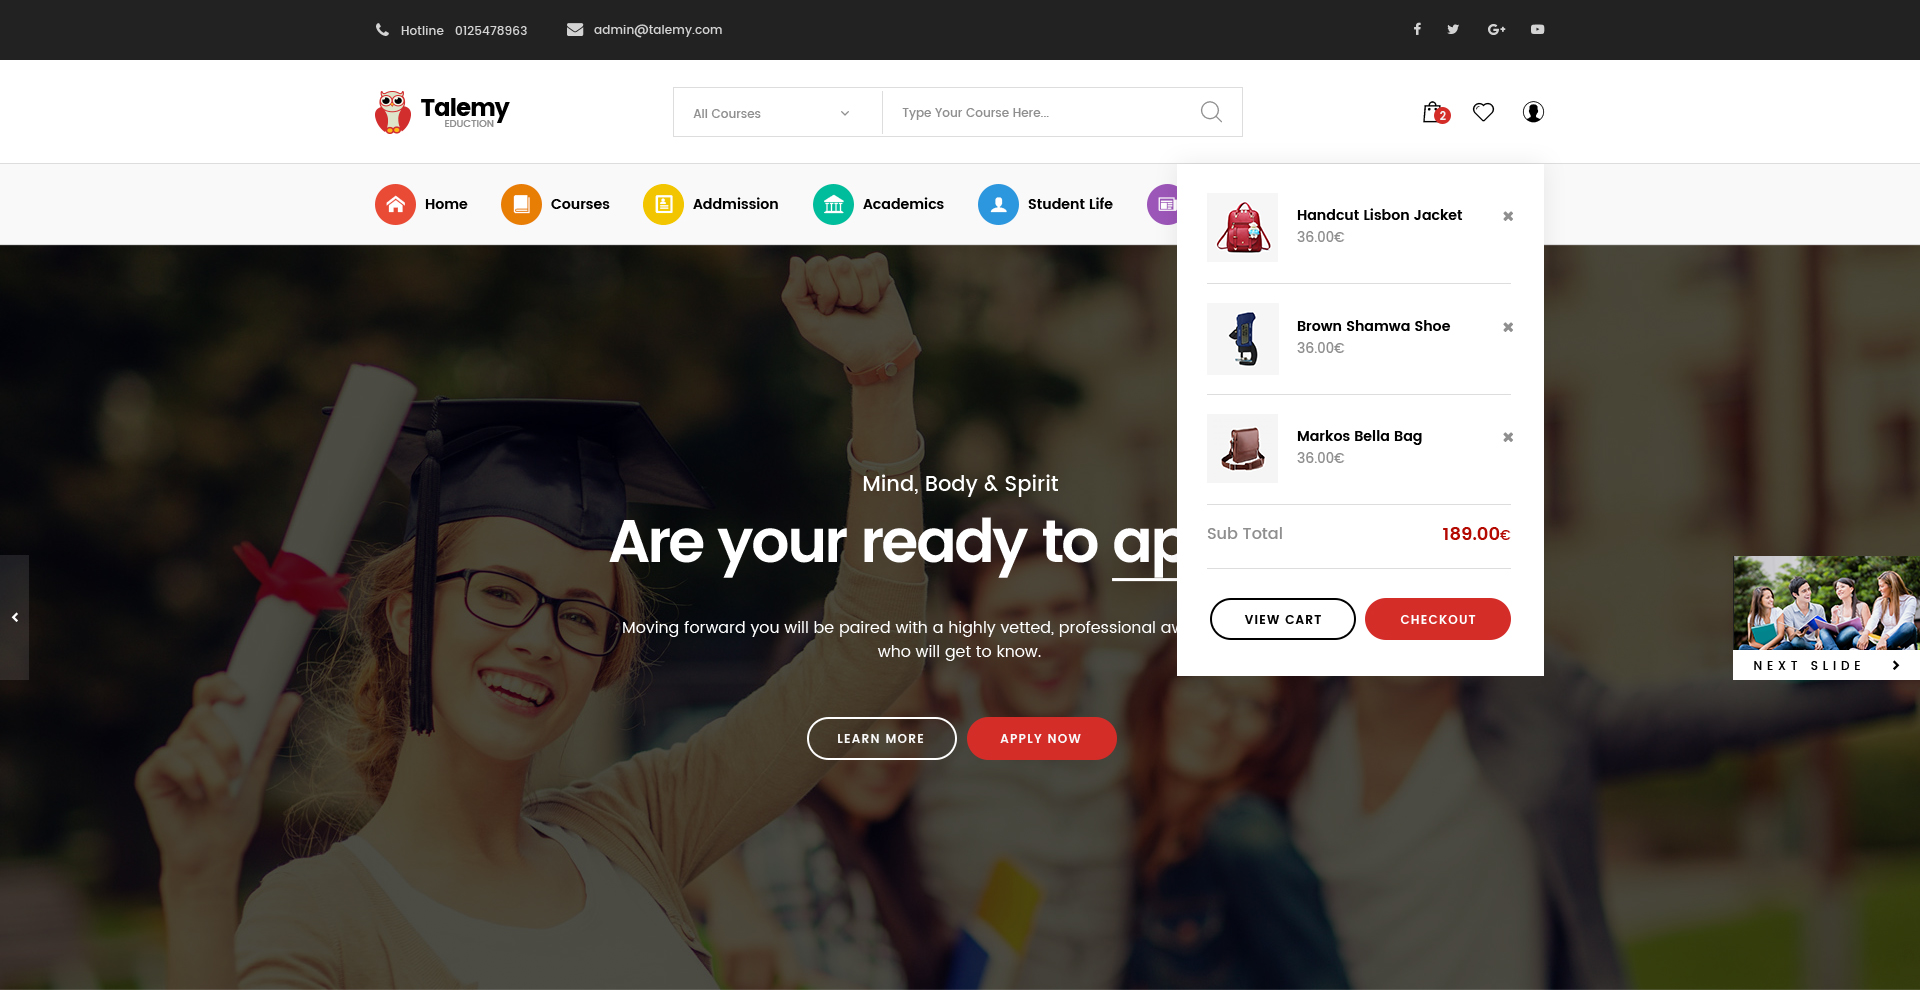 Hotline 0125478963
admin@talemy.com
G+
Talemy
EDUCTION
All Courses
Type Your Course Here...
2
Home
Courses
Addmission
Academics
Student Life
Handcut Lisbon Jacket
36.00€
Brown Shamwa Shoe
36.00€
Markos Bella Bag
36.00€
Sub Total 189.00€
VIEW CART
CHECKOUT
Mind, Body & Spirit
Are your ready to
Moving forward you will be paired with a highly vetted, professional
who will get to know.
LEARN MORE
APPLY NOW
NEXT SLIDE